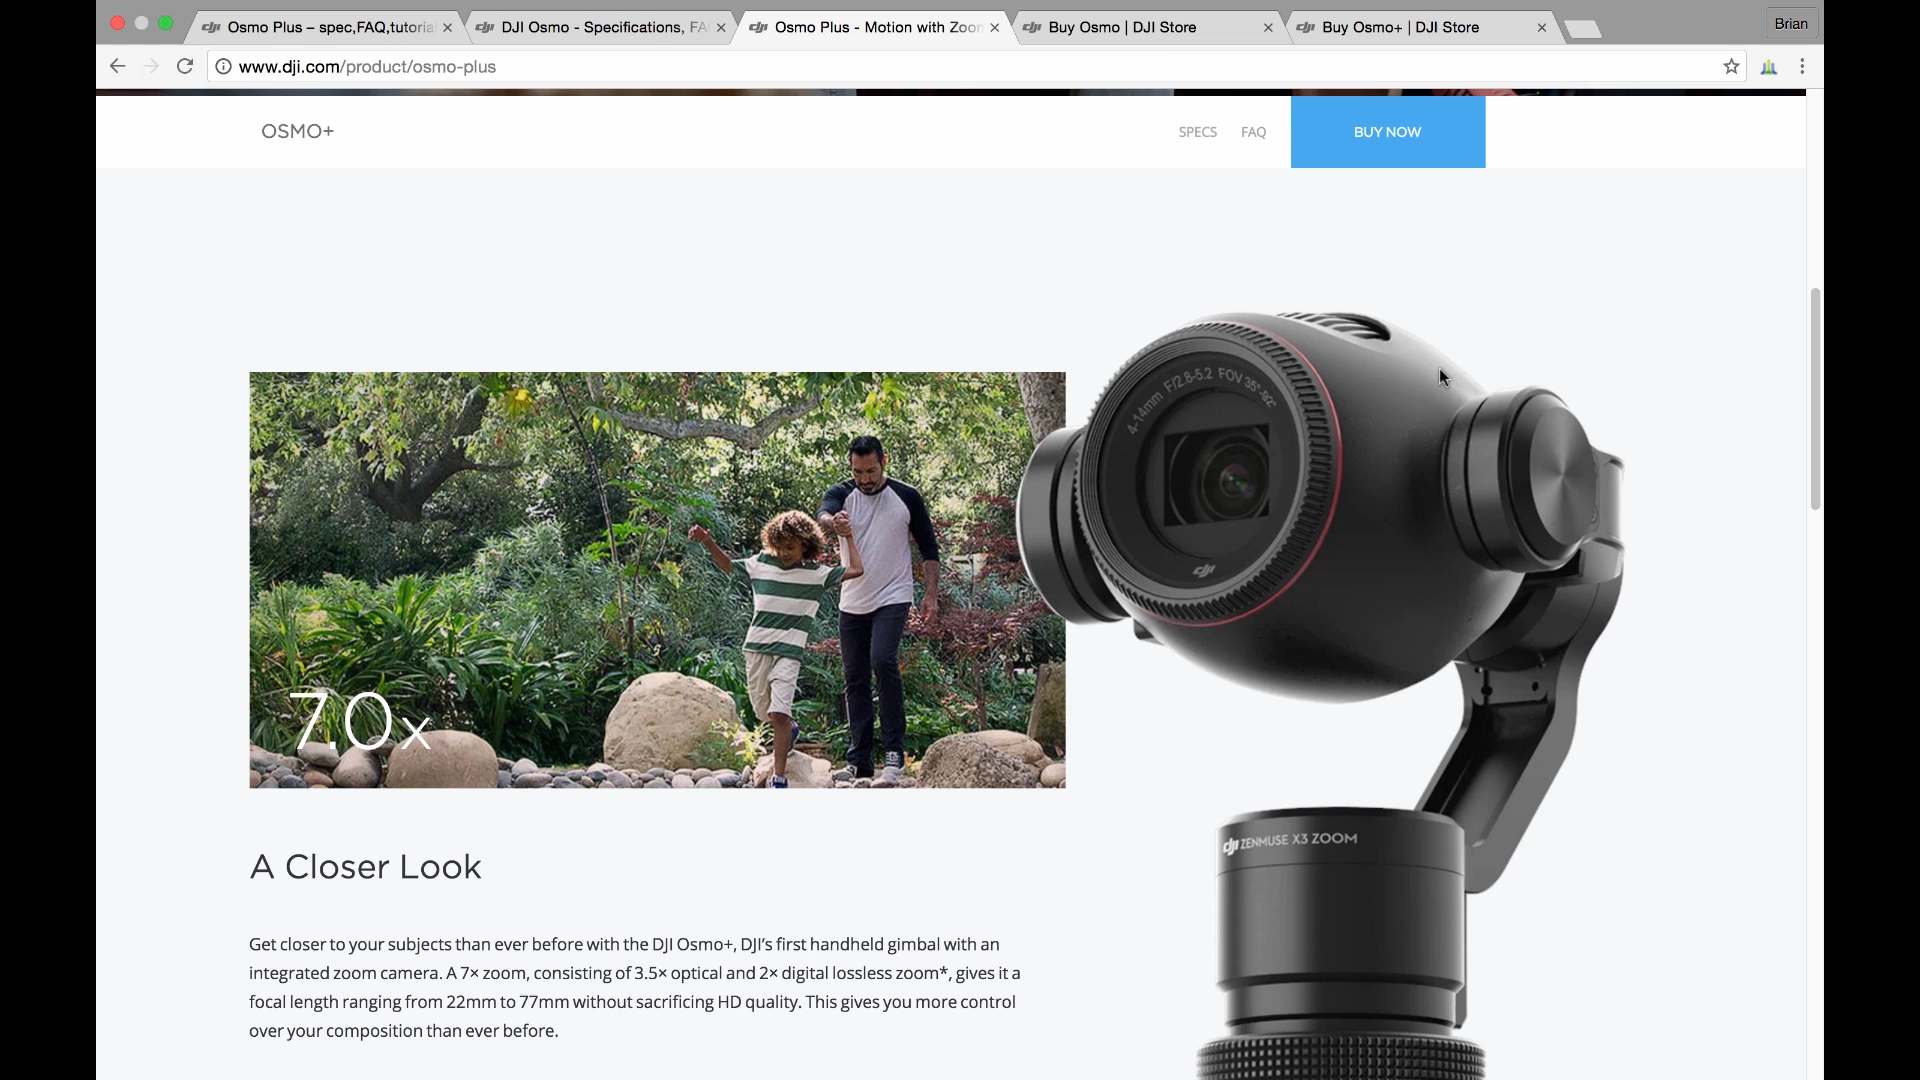 Osmo Plus – spec,FAQ,tutoria
DJI Osmo - Specifications, FA
Osmo Plus - Motion with Zoom
Buy Osmo | DJI Store
Buy Osmo+ | DJI Store
Brian
www.dji.com/product/osmo-plus
OSMO+
SPECS
FAQ
BUY NOW
4-14mm F/2.8-5.2 FOV 35°-92°
dji
7.0x
dji ZENMUSE X3 ZOOM
A Closer Look
Get closer to your subjects than ever before with the DJI Osmo+, DJI’s first handheld gimbal with an
integrated zoom camera. A 7× zoom, consisting of 3.5× optical and 2× digital lossless zoom*, gives it a
focal length ranging from 22mm to 77mm without sacrificing HD quality. This gives you more control
over your composition than ever before.